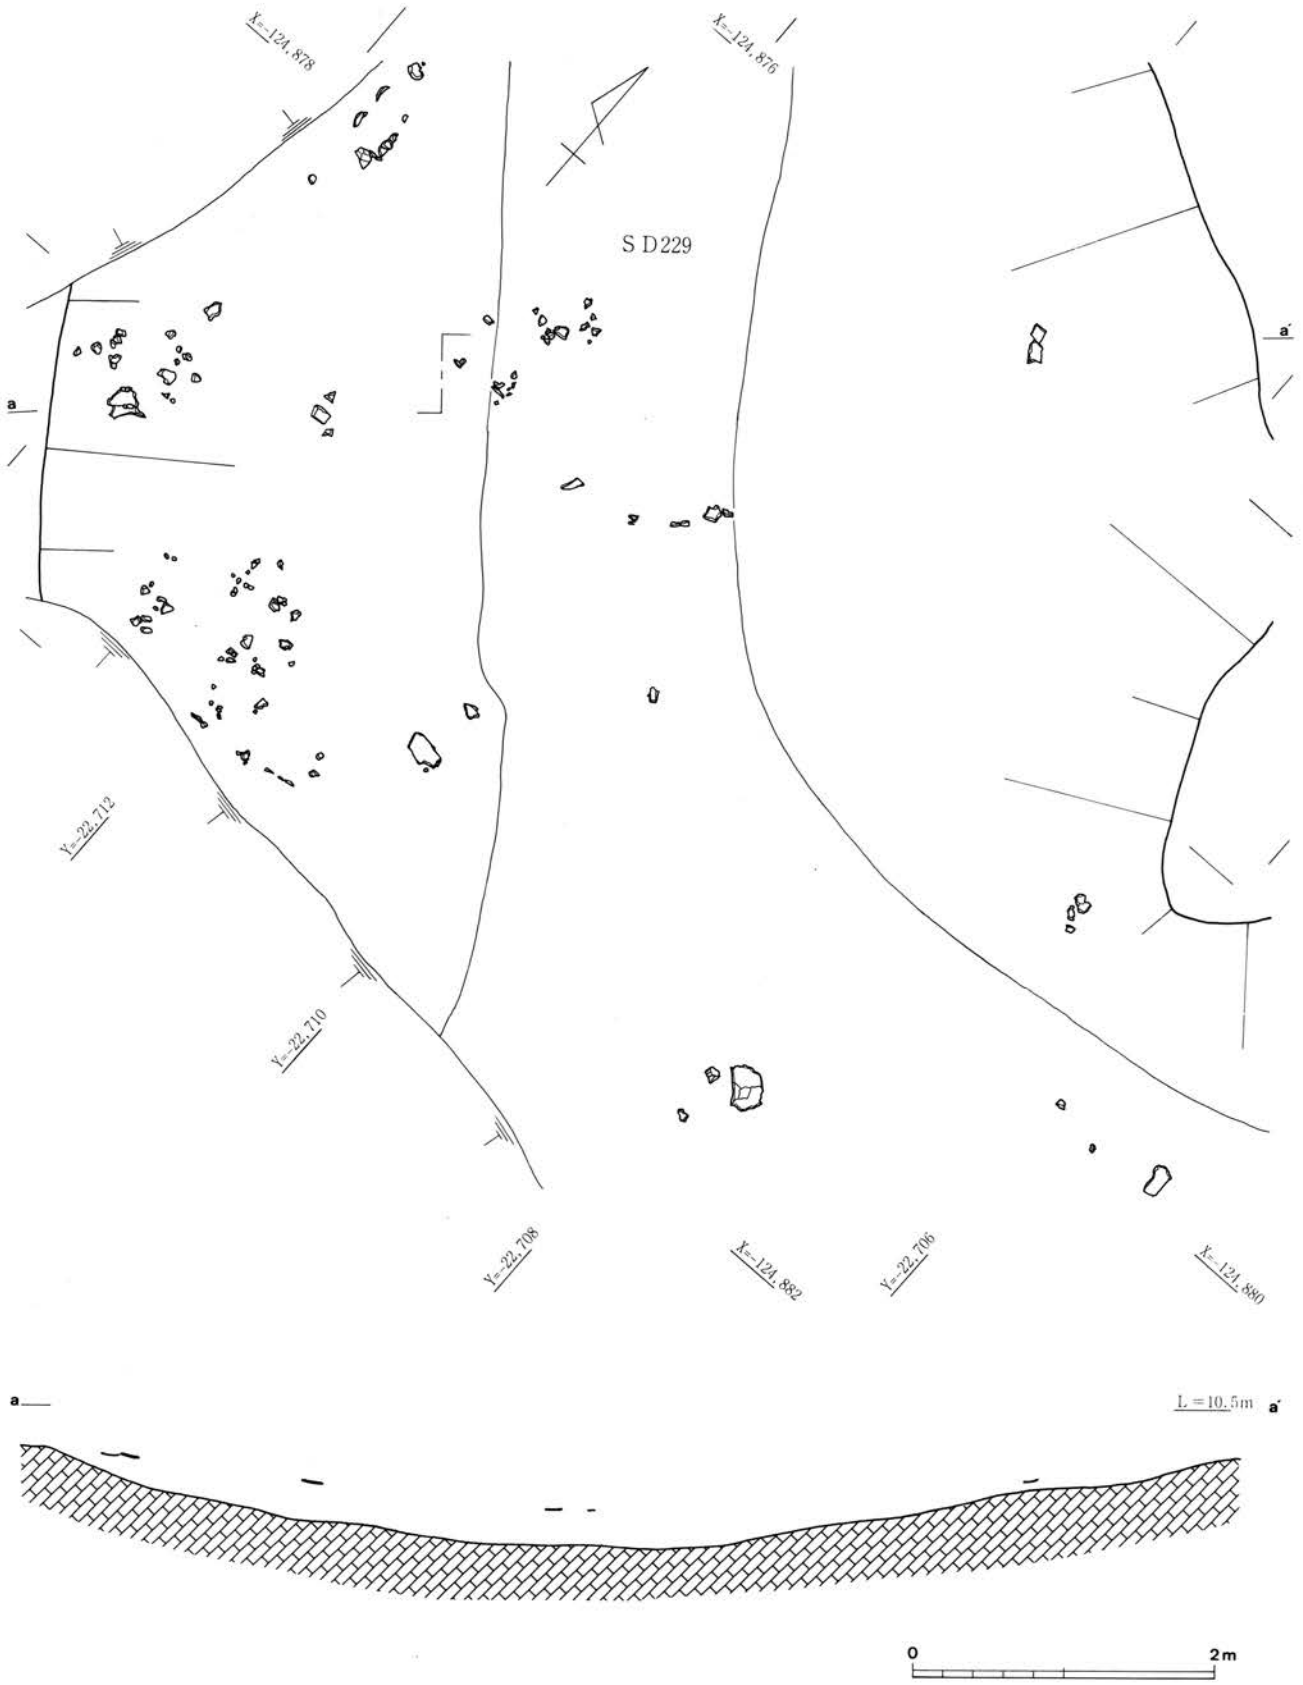 X=-124,878
X=-124,876
SD229
a
a′
Y=-22,712
Y=-22,710
Y=-22,708
X=-124,882
Y=-22,706
X=-124,880
a
L=10.5m a′
0 2m